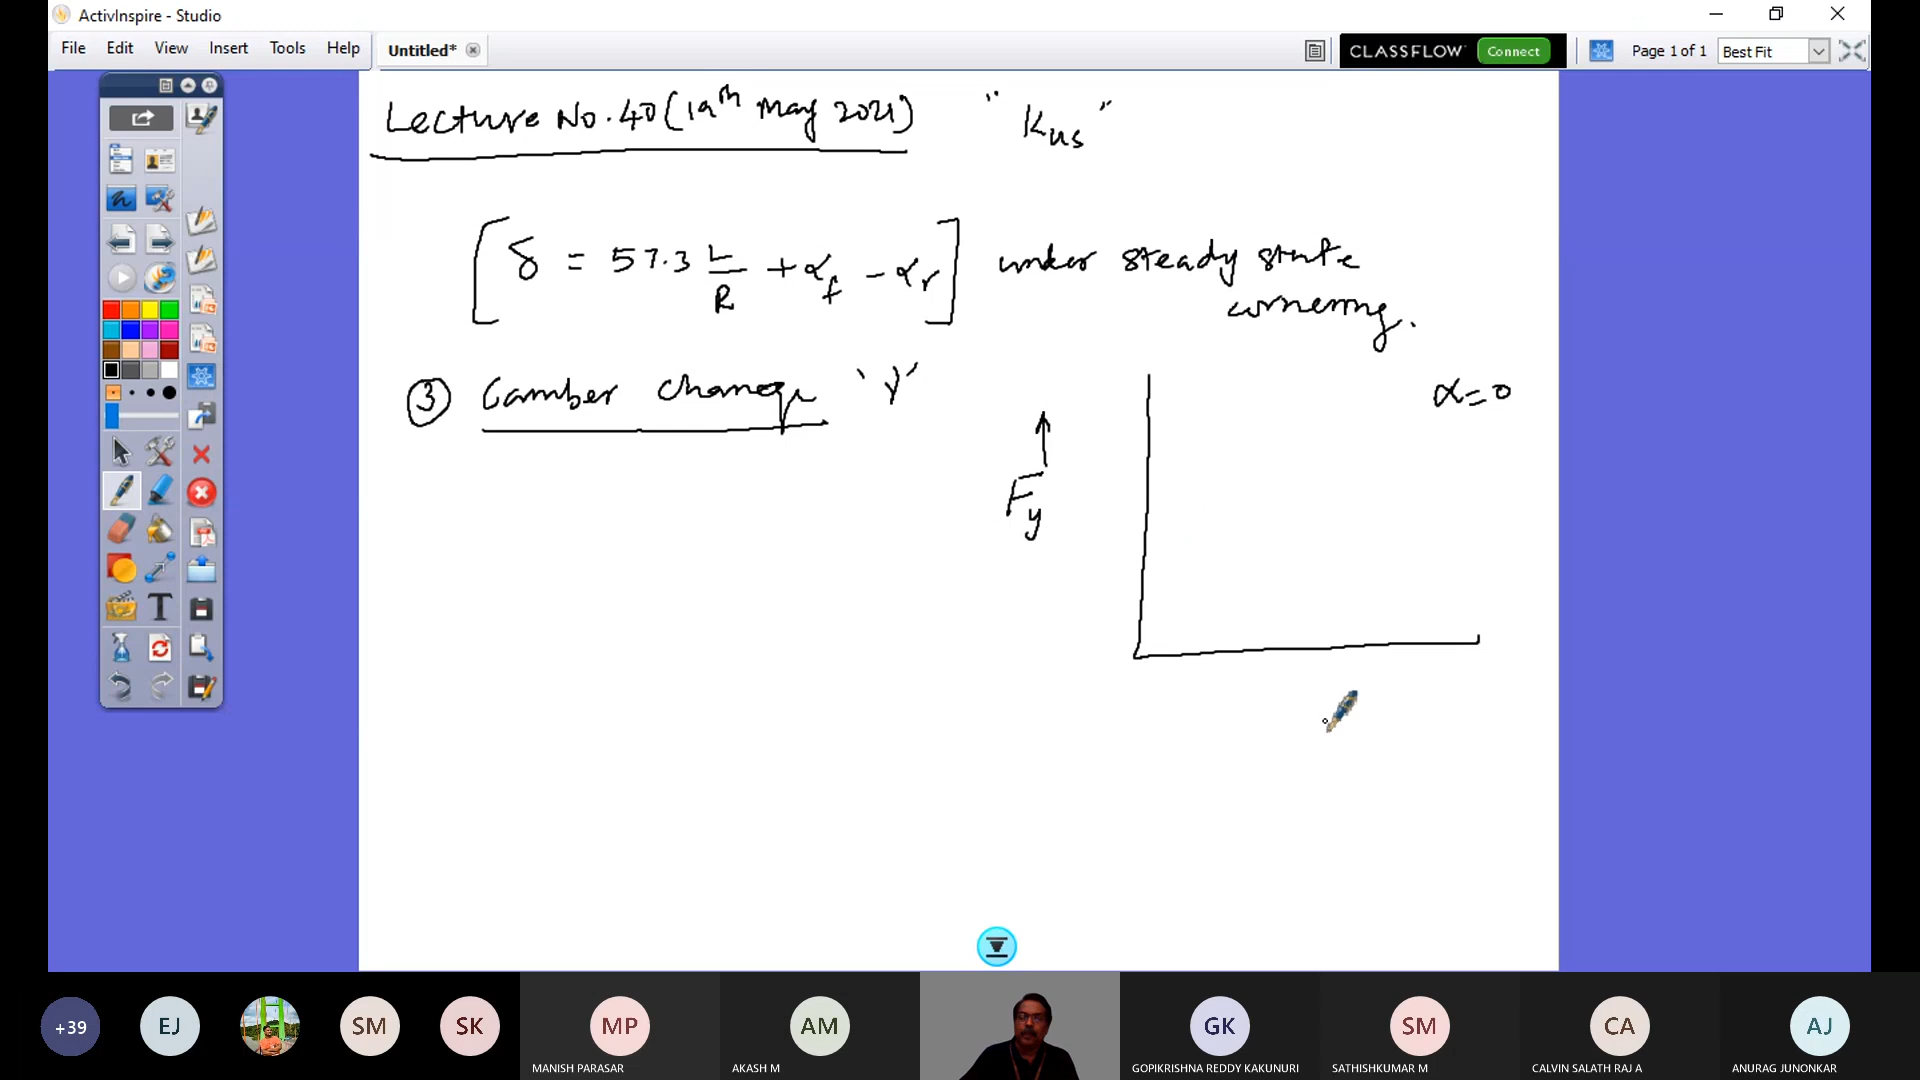 ActivInspire - Studio
File Edit View Insert Tools Help Untitled* CLASSFLOW Connect Page 1 of 1 Best Fit
Lecture No. 40 (19th May 2021) "Kus"
[δ = 57.3 L/R + αf - αr] under steady state
cornering.
③ Camber change 'γ' α=0
Fy
T
+39 EJ SM SK MP AM GK SM CA AJ
MANISH PARASAR AKASH M GOPIKRISHNA REDDY KAKUNURI SATHISHKUMAR M CALVIN SALATH RAJ A ANURAG JUNONKAR